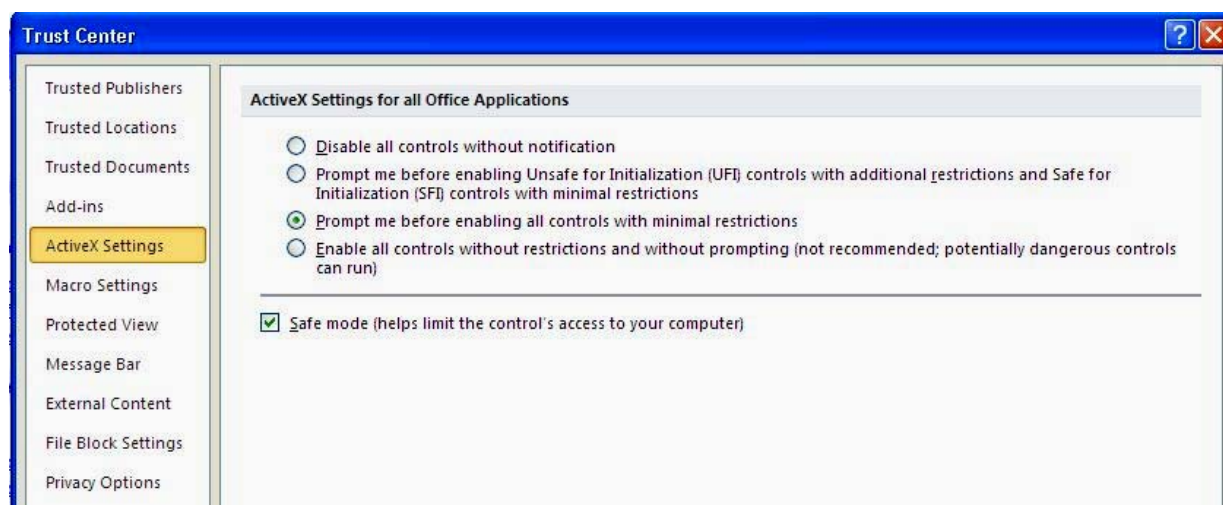 Trust Center
Trusted Publishers
Trusted Locations
Trusted Documents
Add-ins
ActiveX Settings
Macro Settings
Protected View
Message Bar
External Content
File Block Settings
Privacy Options
ActiveX Settings for all Office Applications
Disable all controls without notification
Prompt me before enabling Unsafe for Initialization (UFI) controls with additional restrictions and Safe for
Initialization (SFI) controls with minimal restrictions
Prompt me before enabling all controls with minimal restrictions
Enable all controls without restrictions and without prompting (not recommended; potentially dangerous controls
can run)
Safe mode (helps limit the control's access to your computer)